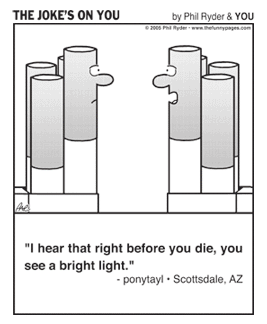 THE JOKE'S ON YOU by Phil Ryder & YOU
© 2005 Phil Ryder • www.thefunnypages.com
"I hear that right before you die, you
see a bright light."
- ponytayl • Scottsdale, AZ